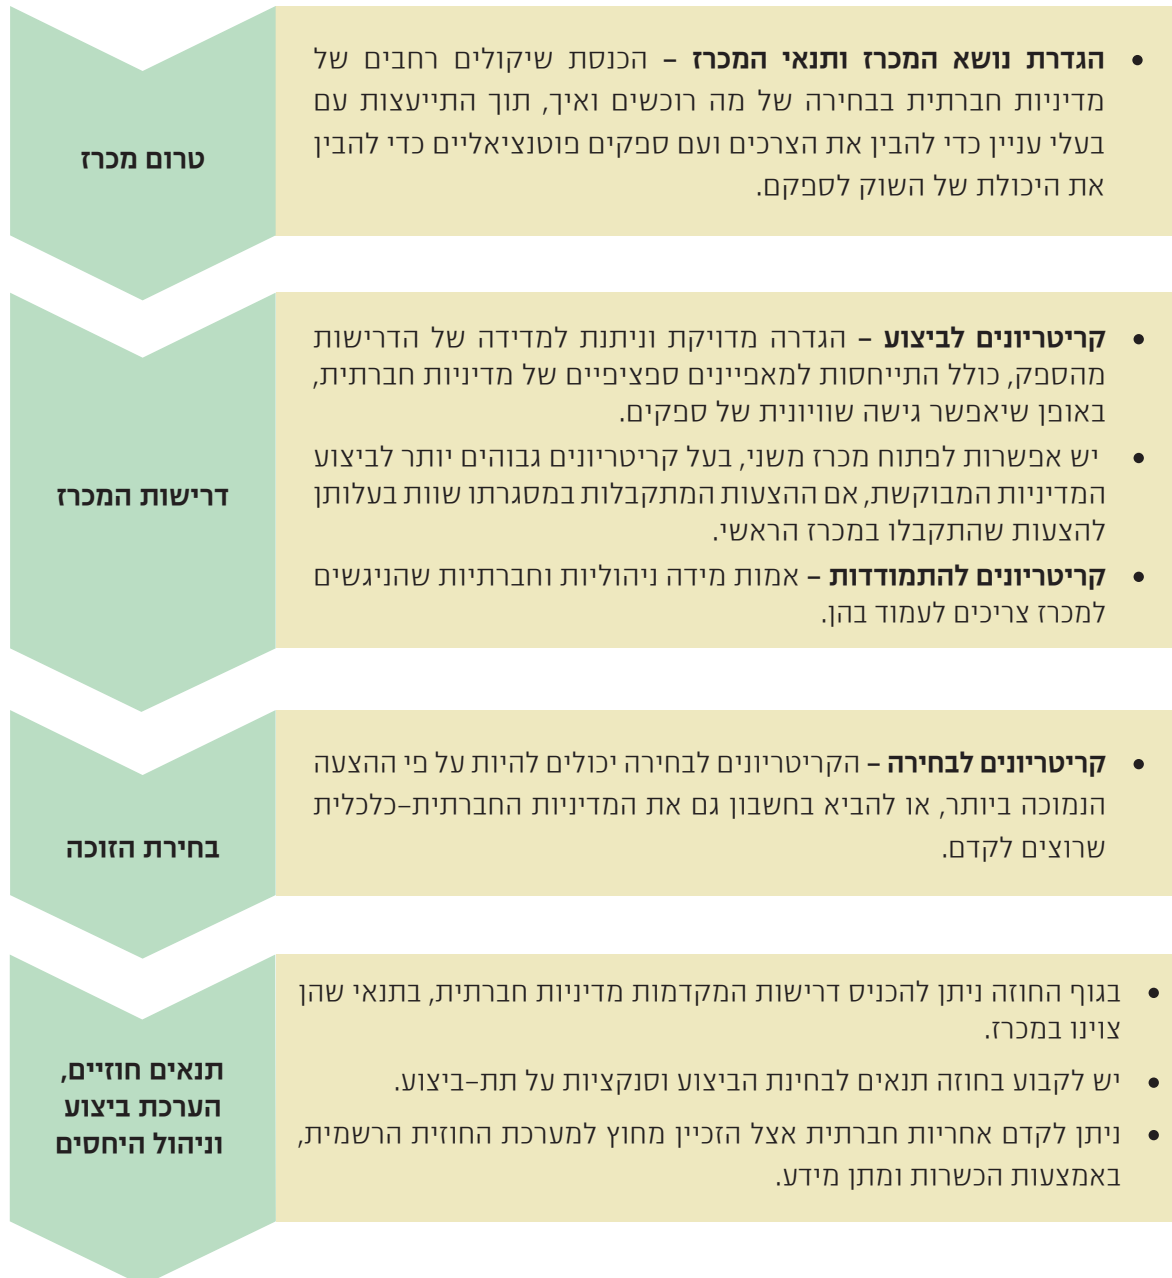 טרום מכרז
• הגדרת נושא המכרז ותנאי המכרז – הכנסת שיקולים רחבים של
מדיניות חברתית בבחירה של מה רוכשים ואיך, תוך התייעצות עם
בעלי עניין כדי להבין את הצרכים ועם ספקים פוטנציאליים כדי להבין
את היכולת של השוק לספקם.
דרישות המכרז
• קריטריונים לביצוע – הגדרה מדויקת וניתנת למדידה של הדרישות
מהספק, כולל התייחסות למאפיינים ספציפיים של מדיניות חברתית,
באופן שיאפשר גישה שוויונית של ספקים.
• יש אפשרות לפתוח מכרז משני, בעל קריטריונים גבוהים יותר לביצוע
המדיניות המבוקשת, אם ההצעות המתקבלות במסגרתו שוות בעלותן
להצעות שהתקבלו במכרז הראשי.
• קריטריונים להתמודדות – אמות מידה ניהוליות וחברתיות שהניגשים
למכרז צריכים לעמוד בהן.
בחירת הזוכה
• קריטריונים לבחירה – הקריטריונים לבחירה יכולים להיות על פי ההצעה
הנמוכה ביותר, או להביא בחשבון גם את המדיניות החברתית–כלכלית
שרוצים לקדם.
תנאים חוזיים,
הערכת ביצוע
וניהול היחסים
• בגוף החוזה ניתן להכניס דרישות המקדמות מדיניות חברתית, בתנאי שהן
צוינו במכרז.
• יש לקבוע בחוזה תנאים לבחינת הביצוע וסנקציות על תת–ביצוע.
• ניתן לקדם אחריות חברתית אצל הזכיין מחוץ למערכת החוזית הרשמית,
באמצעות הכשרות ומתן מידע.